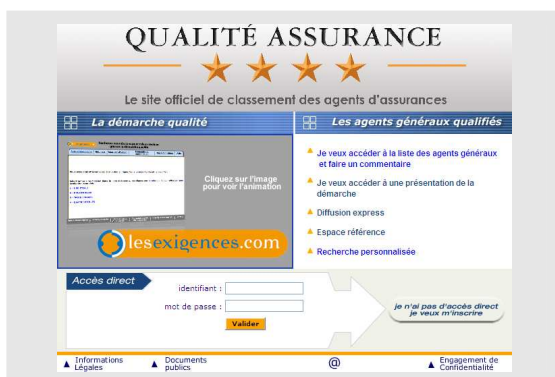 QUALITÉ ASSURANCE
Le site officiel de classement des agents d'assurances
La démarche qualité
Les agents généraux qualifiés
Cliquez sur l'image
pour voir l'animation
lesexigences.com
Je veux accéder à la liste des agents généraux
et faire un commentaire
Je veux accéder à une présentation de la
démarche
Diffusion express
Espace référence
Recherche personnalisée
Accès direct
identifiant :
mot de passe :
Valider
je n'ai pas d'accès direct
je veux m'inscrire
Informations
Légales
Documents
publics
@
Engagement de
Confidentialité